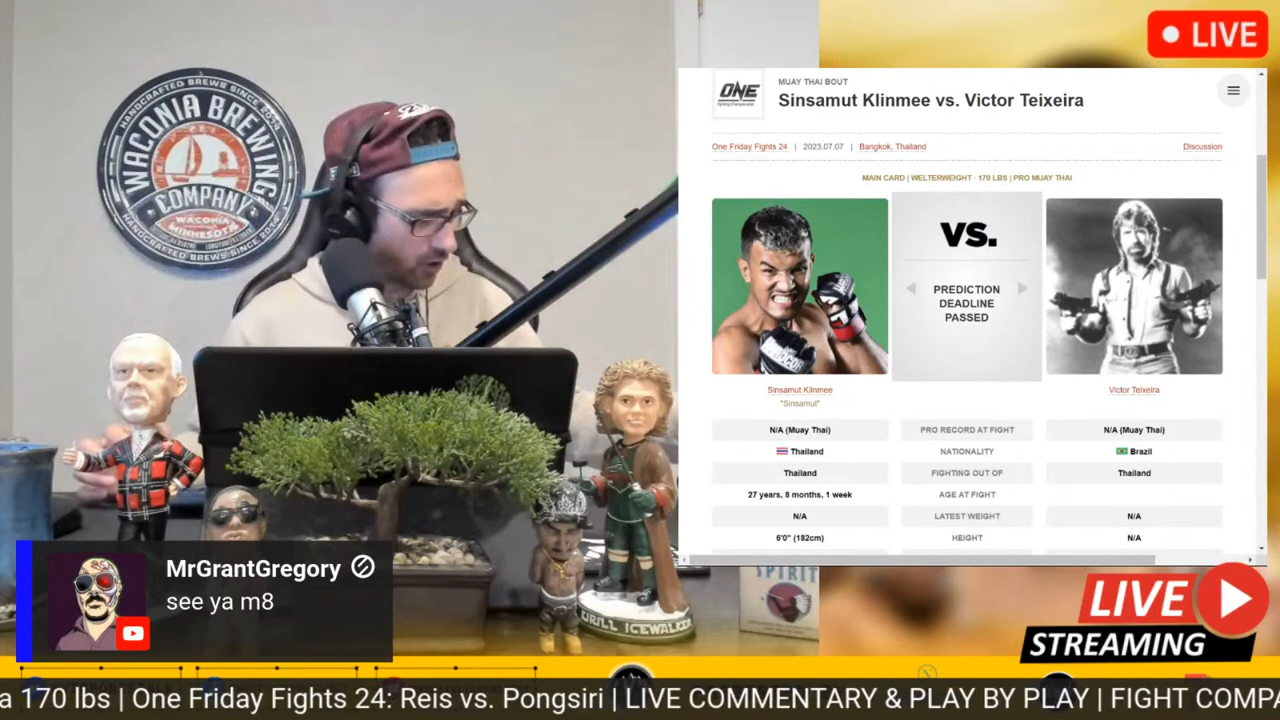 LIVE
HANDCRAFTED BREWS SINCE 2014
WACONIA BREWING
COMPANY
WACONIA
MINNESOTA
HANDCRAFTED BREWS SINCE 2014
ONE
MUAY THAI BOUT
Sinsamut Klinmee vs. Victor Teixeira
One Friday Fights 24 | 2023.07.07 | Bangkok, Thailand Discussion
MAIN CARD | WELTERWEIGHT · 170 LBS | PRO MUAY THAI
VS.
PREDICTION
DEADLINE
PASSED
Sinsamut Klinmee Victor Teixeira
"Sinsamut"
N/A (Muay Thai) PRO RECORD AT FIGHT N/A (Muay Thai)
Thailand NATIONALITY Brazil
Thailand FIGHTING OUT OF Thailand
27 years, 8 months, 1 week AGE AT FIGHT
N/A LATEST WEIGHT N/A
6'0" (182cm) HEIGHT N/A
MrGrantGregory
see ya m8
KIRILL ICEWALKER
SPIRIT
LIVE
STREAMING
a 170 lbs | One Friday Fights 24: Reis vs. Pongsiri | LIVE COMMENTARY & PLAY BY PLAY | FIGHT COMPA